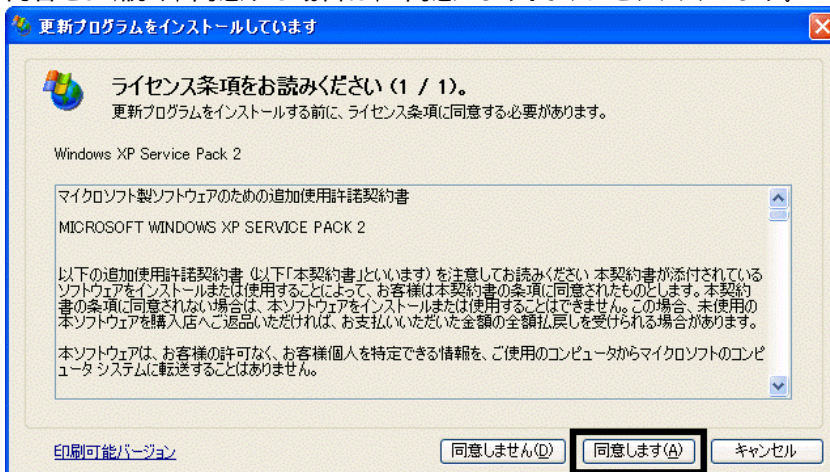 更新プログラムをインストールしています
ライセンス条項をお読みください (1 / 1)。
更新プログラムをインストールする前に、ライセンス条項に同意する必要があります。
Windows XP Service Pack 2
マイクロソフト製ソフトウェアのための追加使用許諾契約書
MICROSOFT WINDOWS XP SERVICE PACK 2
以下の追加使用許諾契約書 (以下「本契約書」といいます) を注意してお読みください 本契約書が添付されている
ソフトウェアをインストールまたは使用することによって、お客様は本契約書の条項に同意されたものとします。本契約
書の条項に同意されない場合は、本ソフトウェアをインストールまたは使用することはできません。この場合、未使用の
本ソフトウェアを購入店へご返品いただければ、お支払いいただいた金額の全額払戻しを受けられる場合があります。
本ソフトウェアは、お客様の許可なく、お客様個人を特定できる情報を、ご使用のコンピュータからマイクロソフトのコンピ
ュータ システムに転送することはありません。
印刷可能バージョン
同意しません(D)
同意します(A)
キャンセル